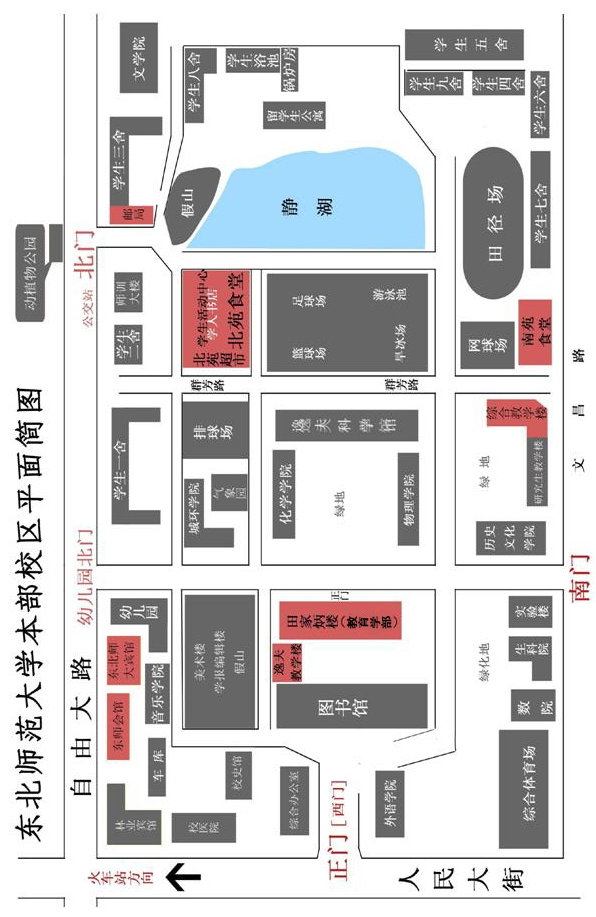 东北师范大学本部校区平面简图
动植物公园
自由大路
火车站方向
林业宾馆
东师会馆
东北师大宾馆
幼儿园
车库
音乐学院
校医院
校史馆
综合办公室
幼儿园北门
学生一舍
学生二舍
师训大楼
公交站
北门
邮局
学生三舍
文学院
美术楼
学报编辑楼
假山
城环学院
气象园
排球场
群芳路
北苑超市
学生活动中心
学人书店
北苑食堂
假山
静湖
学生八舍
学生浴池
锅炉房
留学生公寓
正门[西门]
图书馆
逸夫教学楼
田家炳楼(教育学部)
正门
化学学院
绿地
物理学院
逸夫科学馆
群芳路
篮球场
足球场
旱冰场
游泳池
外语学院
综合体育场
数院
生科院
实验楼
绿化地
人民大街
南门
历史文化学院
绿地
研究生教学楼
综合教学楼
文昌路
网球场
南苑食堂
田径场
学生七舍
学生六舍
学生九舍
学生四舍
学生五舍